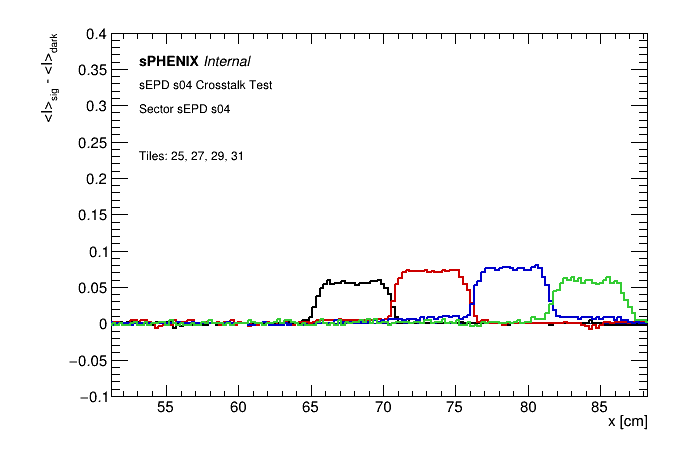 0.4
0.35
0.3
0.25
0.2
0.15
0.1
0.05
0
−0.05
−0.1
<I>sig - <I>dark
sPHENIX Internal
sEPD s04 Crosstalk Test
Sector sEPD s04
Tiles: 25, 27, 29, 31
55 60 65 70 75 80 85
x [cm]